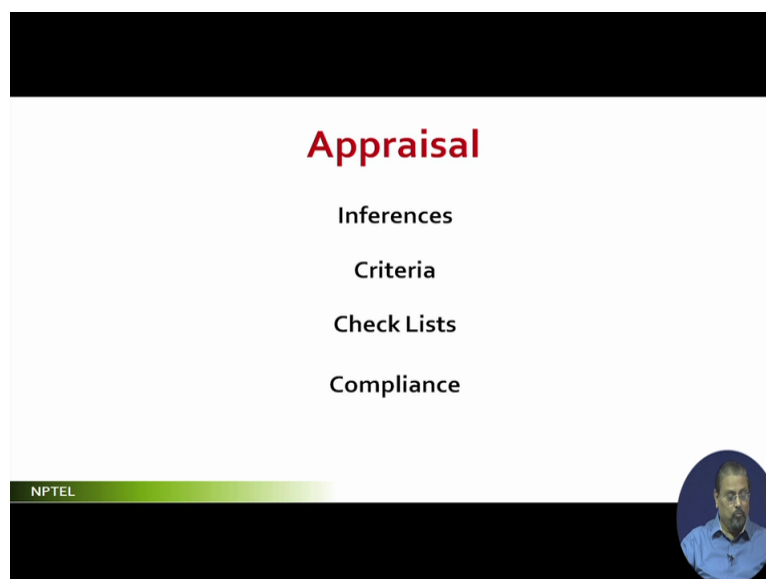 Appraisal
Inferences
Criteria
Check Lists
Compliance
NPTEL